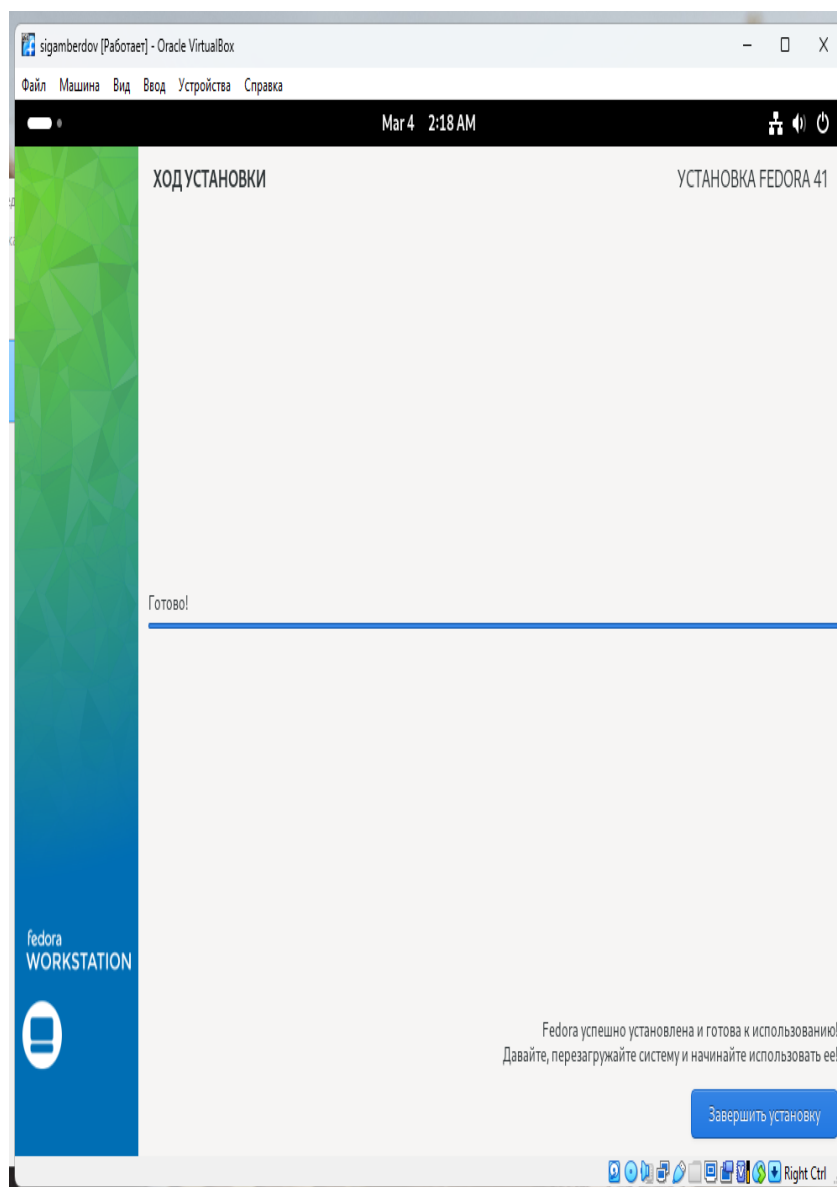 sigamberdov [Работает] - Oracle VirtualBox
Файл Машина Вид Ввод Устройства Справка
Mar 4 2:18 AM
ХОД УСТАНОВКИ
УСТАНОВКА FEDORA 41
Готово!
fedora
WORKSTATION
Fedora успешно установлена и готова к использованию!
Давайте, перезагружайте систему и начинайте использовать ее!
Завершить установку
Right Ctrl